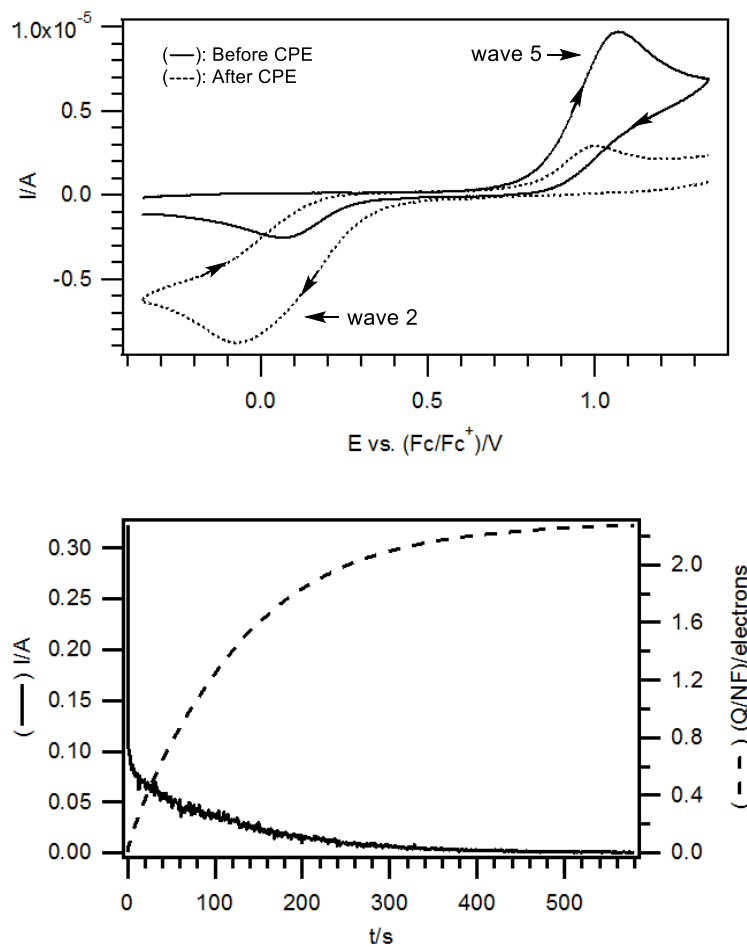 1.0x10⁻⁵
(—): Before CPE
(----): After CPE
wave 5
0.5
0.0
-0.5
I/A
wave 2
0.0 0.5 1.0
E vs. (Fc/Fc⁺)/V
0.30
0.25
0.20
0.15
0.10
0.05
0.00
(—) I/A
2.0
1.6
1.2
0.8
0.4
0.0
(– –) (Q/NF)/electrons
0 100 200 300 400 500
t/s